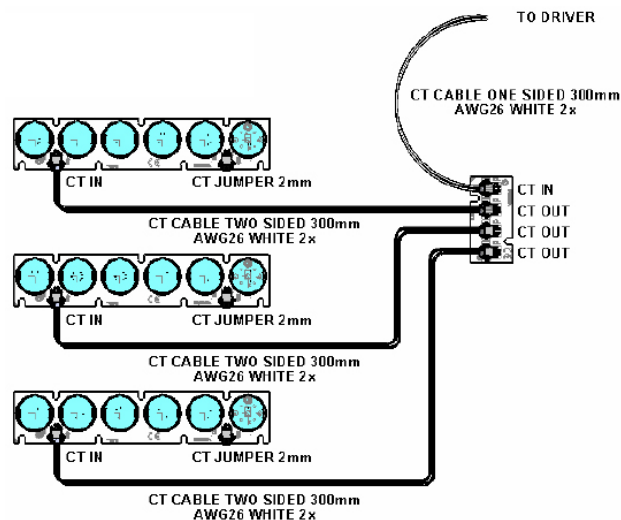 TO DRIVER
CT CABLE ONE SIDED 300mm
AWG26 WHITE 2x
CT IN
CT JUMPER 2mm
CT IN
CT OUT
CT OUT
CT OUT
CT CABLE TWO SIDED 300mm
AWG26 WHITE 2x
CT IN
CT JUMPER 2mm
CT CABLE TWO SIDED 300mm
AWG26 WHITE 2x
CT IN
CT JUMPER 2mm
CT CABLE TWO SIDED 300mm
AWG26 WHITE 2x